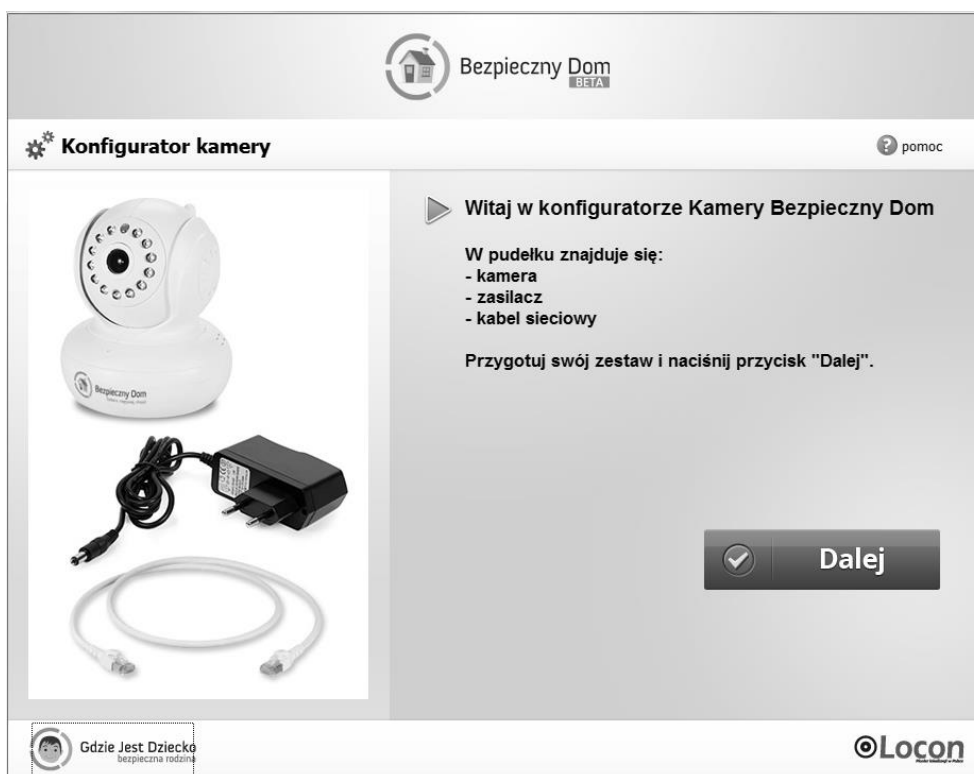 Bezpieczny Dom
BETA
Konfigurator kamery
pomoc
Witaj w konfiguratorze Kamery Bezpieczny Dom
W pudełku znajduje się:
- kamera
- zasilacz
- kabel sieciowy
Przygotuj swój zestaw i naciśnij przycisk "Dalej".
Bezpieczny Dom
Dalej
Gdzie Jest Dziecko
bezpieczna rodzina
Locon